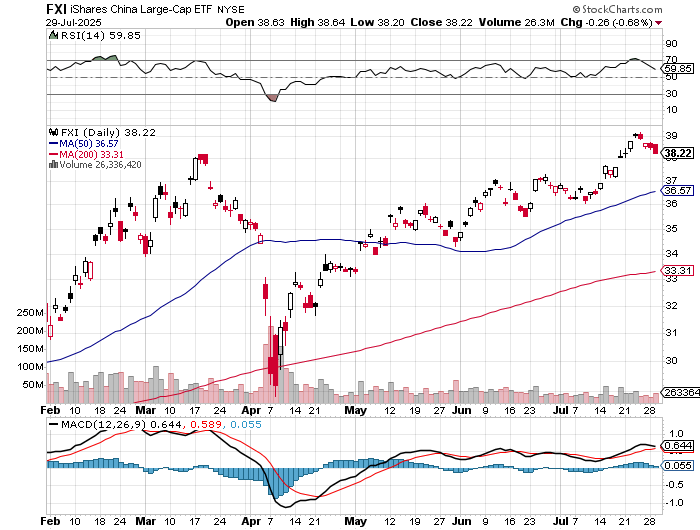 FXI iShares China Large-Cap ETF NYSE © StockCharts.com
29-Jul-2025 Open 38.63 High 38.64 Low 38.20 Close 38.22 Volume 26.3M Chg -0.26 (-0.68%)
RSI(14) 59.85
90
70
59.85
50
30
10
FXI (Daily) 38.22
MA(50) 36.57
MA(200) 33.31
Volume 26,336,420
39
38.22
37
36.57
36
35
34
33.31
33
32
31
30
29
250M
200M
150M
100M
50M
263364
Feb 10 18 24 Mar 10 17 24 Apr 7 14 21 May 12 19 27 Jun 9 16 23 Jul 7 14 21 28
MACD(12,26,9) 0.644, 0.589, 0.055
1.0
0.644
0.055
-0.5
-1.0
Feb 10 18 24 Mar 10 17 24 Apr 7 14 21 May 12 19 27 Jun 9 16 23 Jul 7 14 21 28